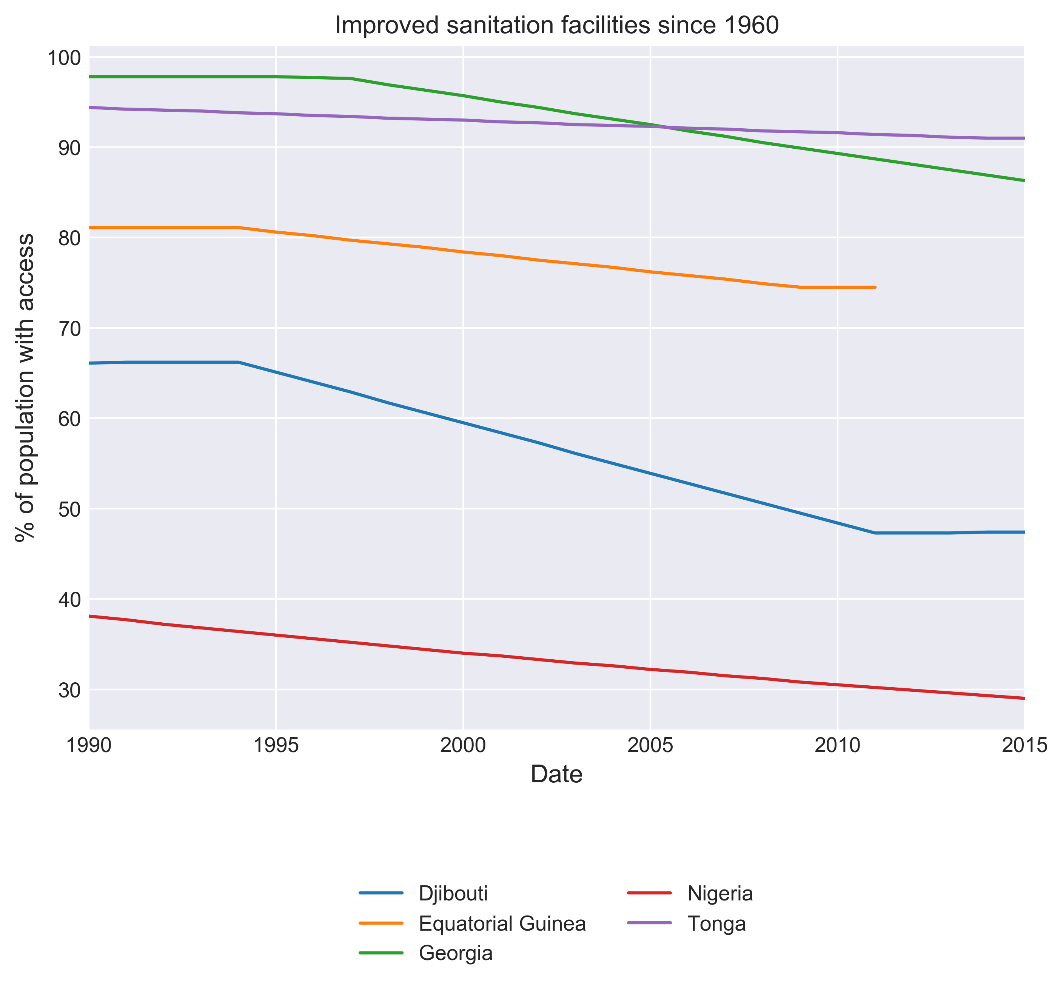 Improved sanitation facilities since 1960
% of population with access
100
90
80
70
60
50
40
30
1990 1995 2000 2005 2010 2015
Date
Djibouti Nigeria
Equatorial Guinea Tonga
Georgia